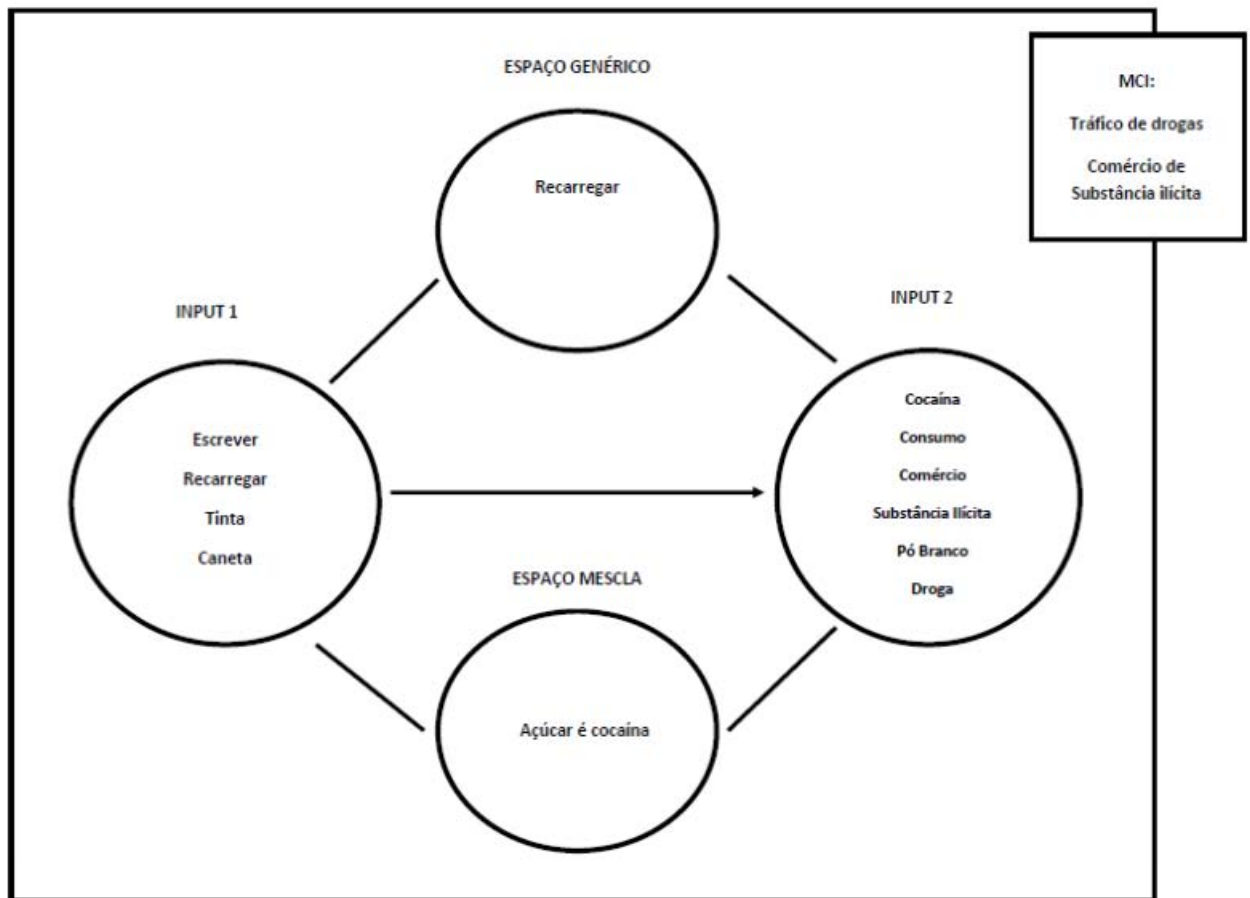 ESPAÇO GENÉRICO
Recarregar
MCI:
Tráfico de drogas
Comércio de
Substância ilícita
INPUT 1
Escrever
Recarregar
Tinta
Caneta
INPUT 2
Cocaína
Consumo
Comércio
Substância Ilícita
Pó Branco
Droga
ESPAÇO MESCLA
Açúcar é cocaína